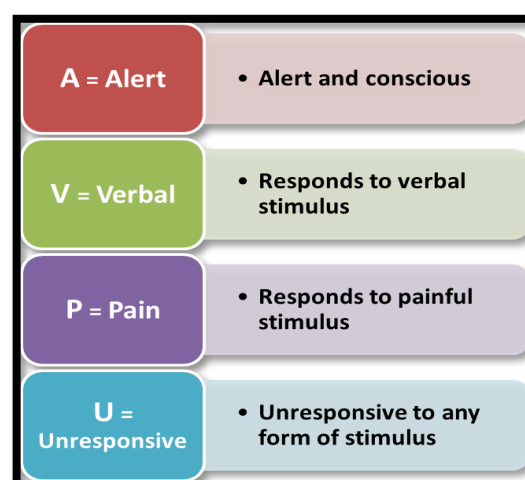 A = Alert
• Alert and conscious
V = Verbal
• Responds to verbal
stimulus
P = Pain
• Responds to painful
stimulus
U =
Unresponsive
• Unresponsive to any
form of stimulus